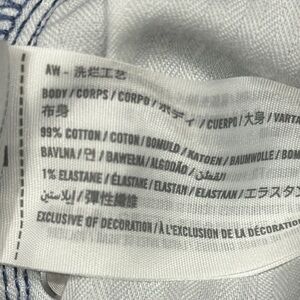 AW - 洗烂工艺
BODY / CORPS / CORPO / ボディ / CUERPO / 大身 / VARTA
布身
99% COTTON / COTON / BOMULD / KATOEN / BAUMWOLLE / BOM
BAVLNA / 면 / BAWEŁNA / ALGODÃO / القطن /
1% ELASTANE / ÉLASTANE / ELASTAN / ELASTAAN / エラスタン
إيلاستين / 彈性纖維
EXCLUSIVE OF DECORATION / À L'EXCLUSION DE LA DÉCORATION